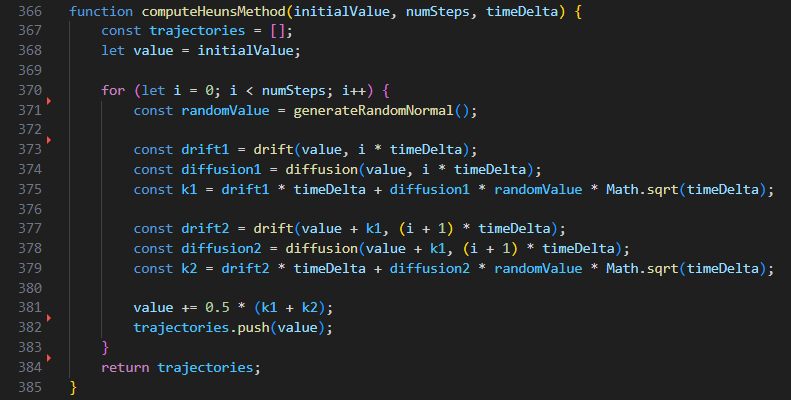 366 function computeHeunsMethod(initialValue, numSteps, timeDelta) {
367     const trajectories = [];
368     let value = initialValue;
369
370     for (let i = 0; i < numSteps; i++) {
371         const randomValue = generateRandomNormal();
372
373         const drift1 = drift(value, i * timeDelta);
374         const diffusion1 = diffusion(value, i * timeDelta);
375         const k1 = drift1 * timeDelta + diffusion1 * randomValue * Math.sqrt(timeDelta);
376
377         const drift2 = drift(value + k1, (i + 1) * timeDelta);
378         const diffusion2 = diffusion(value + k1, (i + 1) * timeDelta);
379         const k2 = drift2 * timeDelta + diffusion2 * randomValue * Math.sqrt(timeDelta);
380
381         value += 0.5 * (k1 + k2);
382         trajectories.push(value);
383     }
384     return trajectories;
385 }